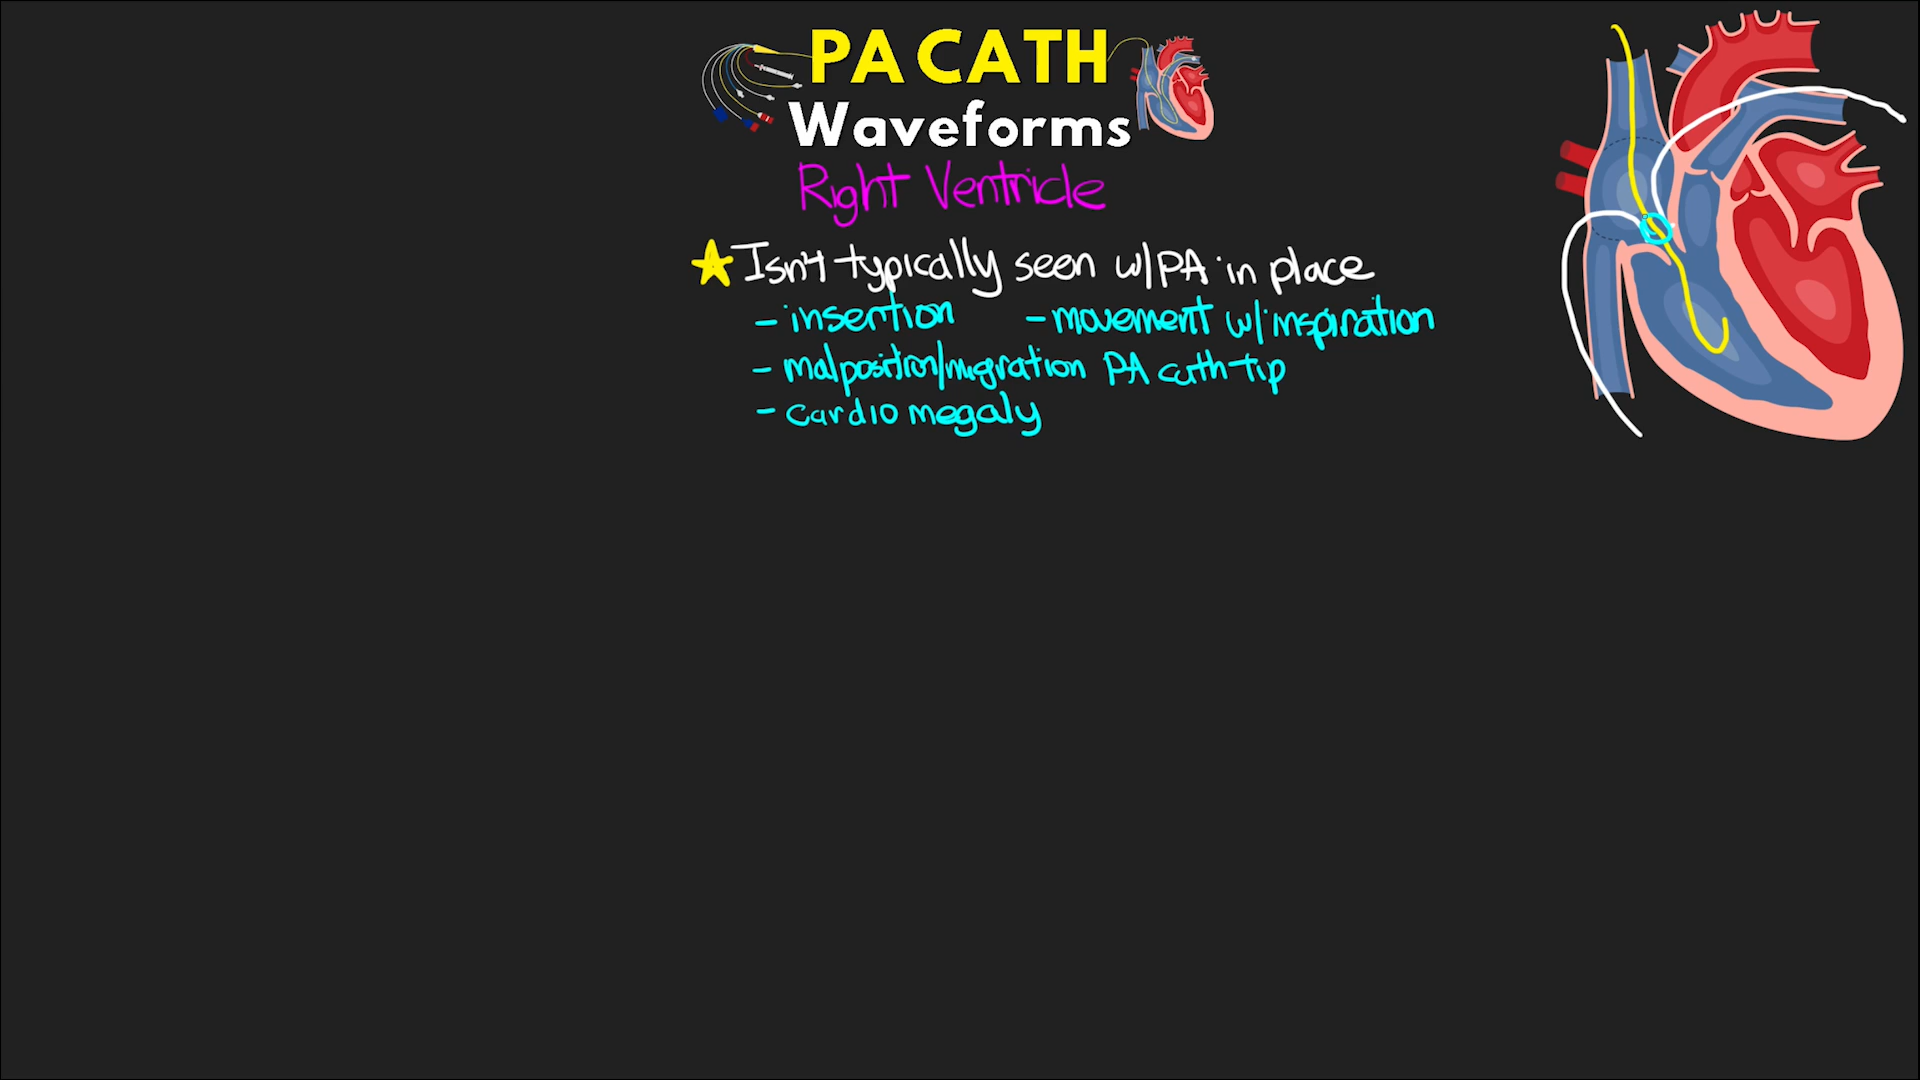 PA CATH
Waveforms
Right Ventricle
Isn't typically seen w/PA in place
- insertion - movement w/inspiration
- malposition/migration PA cath tip
- cardiomegaly